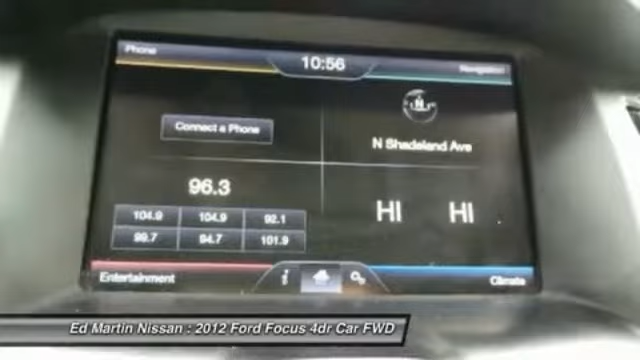 Phone
10:56
Navigation
N
Connect a Phone
N Shadeland Ave
96.3
HI HI
104.9 104.9 92.1
99.7 94.7 101.9
Entertainment
i
Climate
Ed Martin Nissan : 2012 Ford Focus 4dr Car FWD